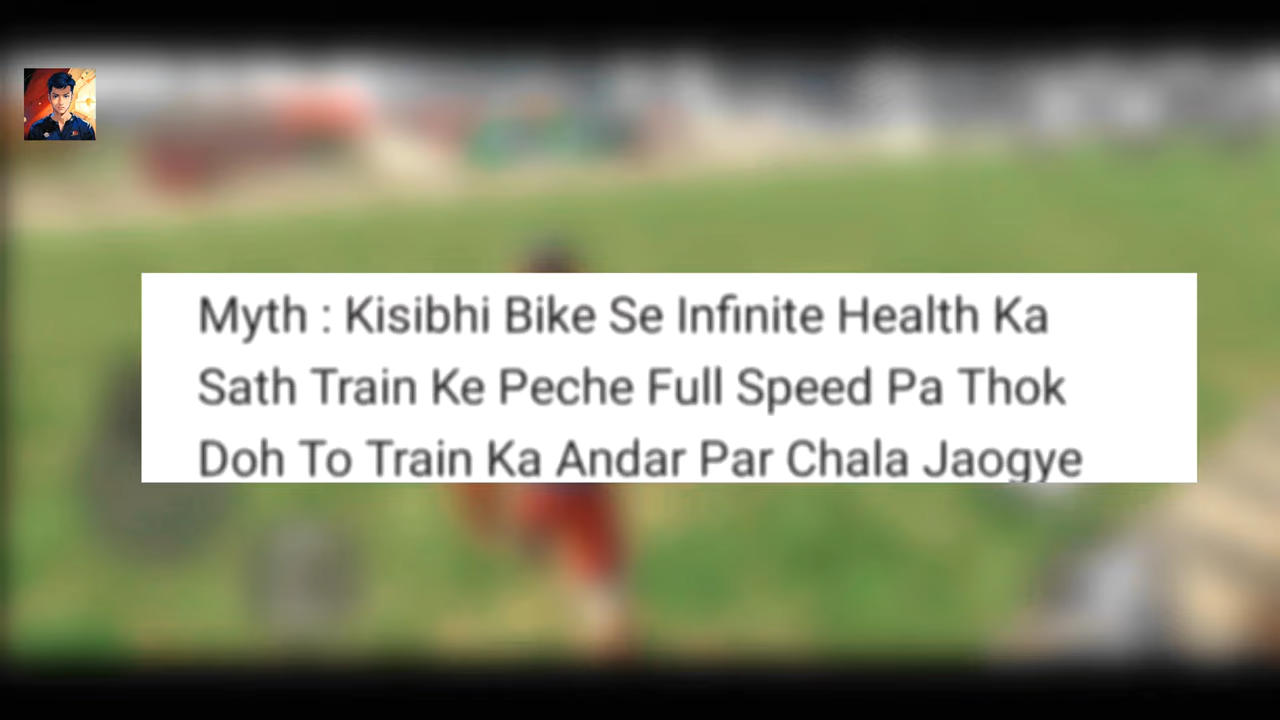 Myth : Kisibhi Bike Se Infinite Health Ka
Sath Train Ke Peche Full Speed Pa Thok
Doh To Train Ka Andar Par Chala Jaogye